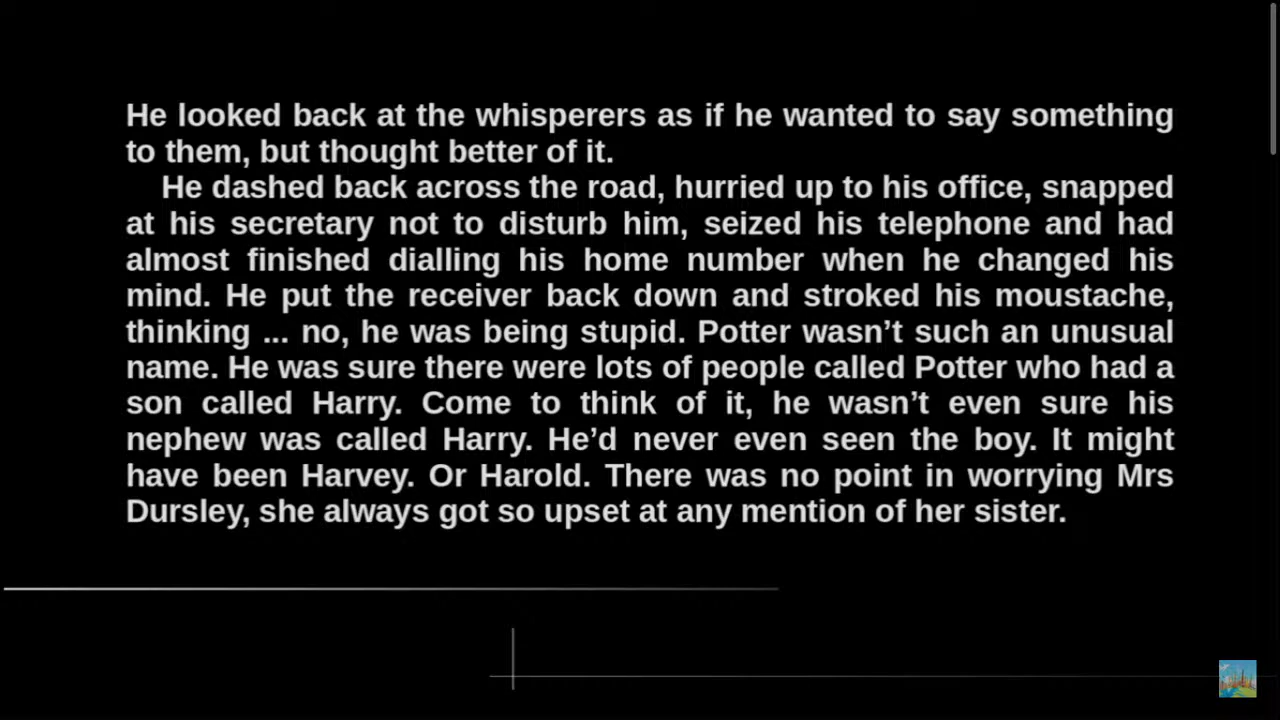 He looked back at the whisperers as if he wanted to say something
to them, but thought better of it.
He dashed back across the road, hurried up to his office, snapped
at his secretary not to disturb him, seized his telephone and had
almost finished dialling his home number when he changed his
mind. He put the receiver back down and stroked his moustache,
thinking ... no, he was being stupid. Potter wasn’t such an unusual
name. He was sure there were lots of people called Potter who had a
son called Harry. Come to think of it, he wasn’t even sure his
nephew was called Harry. He’d never even seen the boy. It might
have been Harvey. Or Harold. There was no point in worrying Mrs
Dursley, she always got so upset at any mention of her sister.